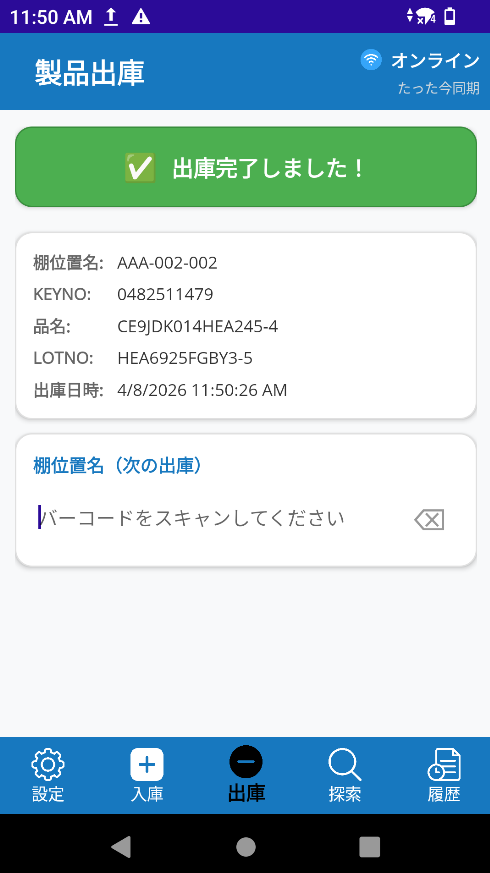 11:50 AM
製品出庫
オンライン
たった今同期
出庫完了しました！
棚位置名: AAA-002-002
KEYNO: 0482511479
品名: CE9JDK014HEA245-4
LOTNO: HEA6925FGBY3-5
出庫日時: 4/8/2026 11:50:26 AM
棚位置名（次の出庫）
バーコードをスキャンしてください
設定 入庫 出庫 探索 履歴